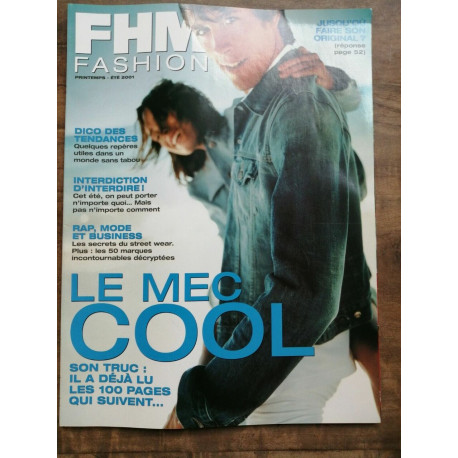 FHM
FASHION
PRINTEMPS - ÉTÉ 2001
JUSQU'OÙ
FAIRE SON
ORIGINAL ?
(réponse
page 52)
DICO DES
TENDANCES
Quelques repères
utiles dans un
monde sans tabou
INTERDICTION
D'INTERDIRE !
Cet été, on peut porter
n'importe quoi... Mais
pas n'importe comment
RAP, MODE
ET BUSINESS
Les secrets du street wear.
Plus : les 50 marques
incontournables décryptées
LE MEC
COOL
SON TRUC :
IL A DÉJÀ LU
LES 100 PAGES
QUI SUIVENT...